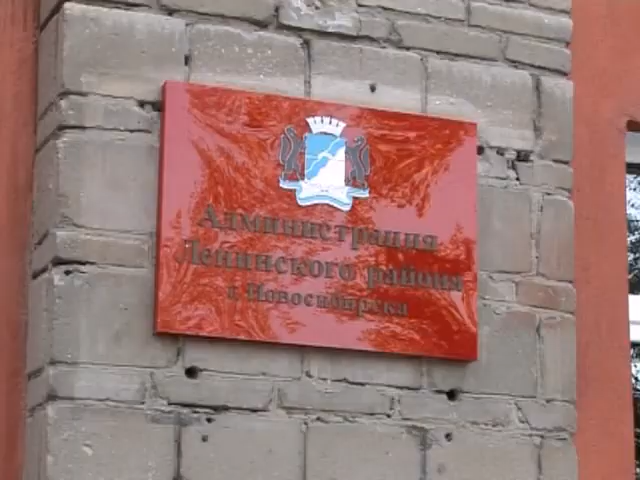 Администрация
Ленинского района
г. Новосибирска